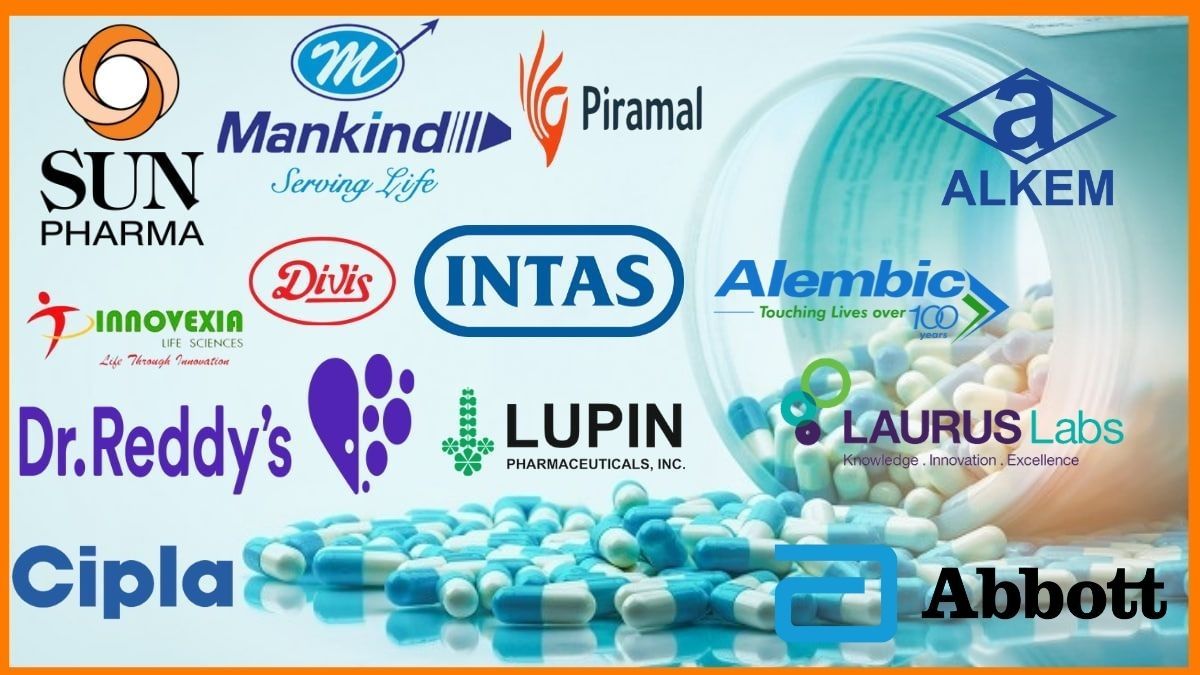 SUN
PHARMA
m
Mankind
Serving Life
Piramal
a
ALKEM
Divis
INTAS
Alembic
Touching Lives over 100
years
INNOVEXIA
LIFE SCIENCES
Life Through Innovation
Dr.Reddy's
LUPIN
PHARMACEUTICALS, INC.
LAURUS Labs
Knowledge . Innovation . Excellence
Cipla
Abbott